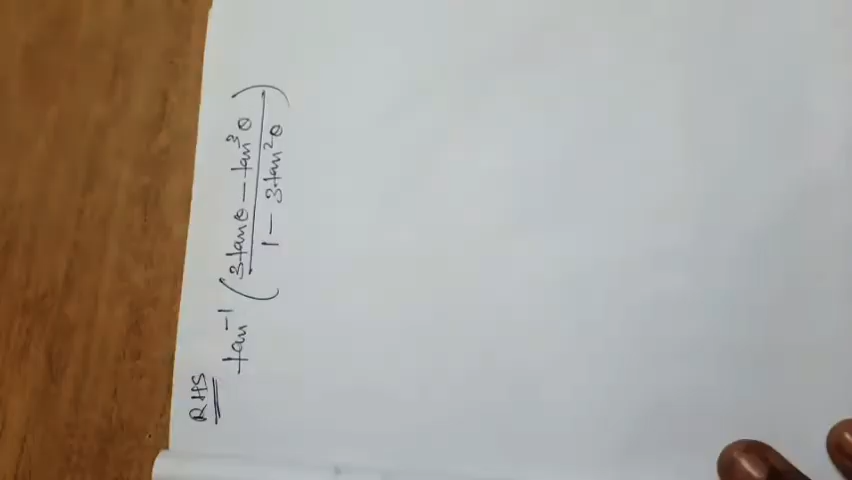 RHS
tan⁻¹ ( 3tanθ − tan³θ / 1 − 3tan²θ )